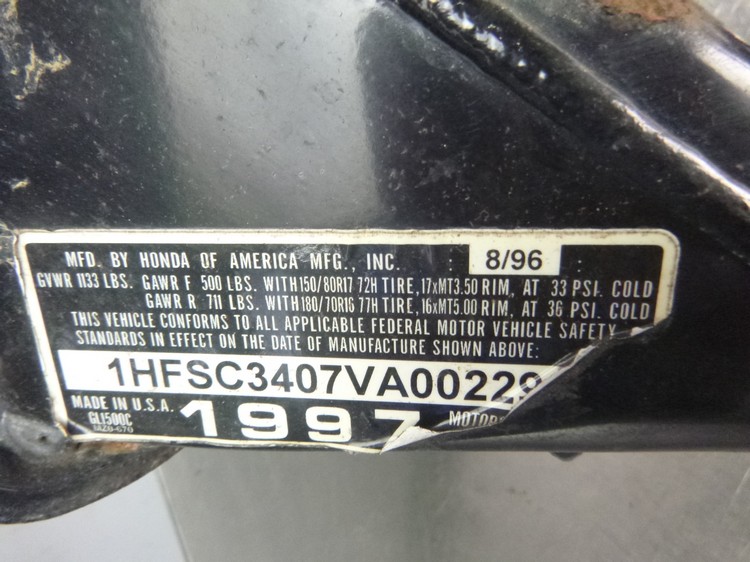 MFD. BY HONDA OF AMERICA MFG., INC. 8/96
GVWR 1133 LBS. GAWR F 500 LBS. WITH 150/80R17 72H TIRE, 17xMT3.50 RIM, AT 33 PSI. COLD
GAWR R 711 LBS. WITH 180/70R16 77H TIRE, 16xMT5.00 RIM, AT 36 PSI. COLD
THIS VEHICLE CONFORMS TO ALL APPLICABLE FEDERAL MOTOR VEHICLE SAFETY
STANDARDS IN EFFECT ON THE DATE OF MANUFACTURE SHOWN ABOVE:
1HFSC3407VA00229
MADE IN U.S.A. 1997 MOTOR
GL1500C